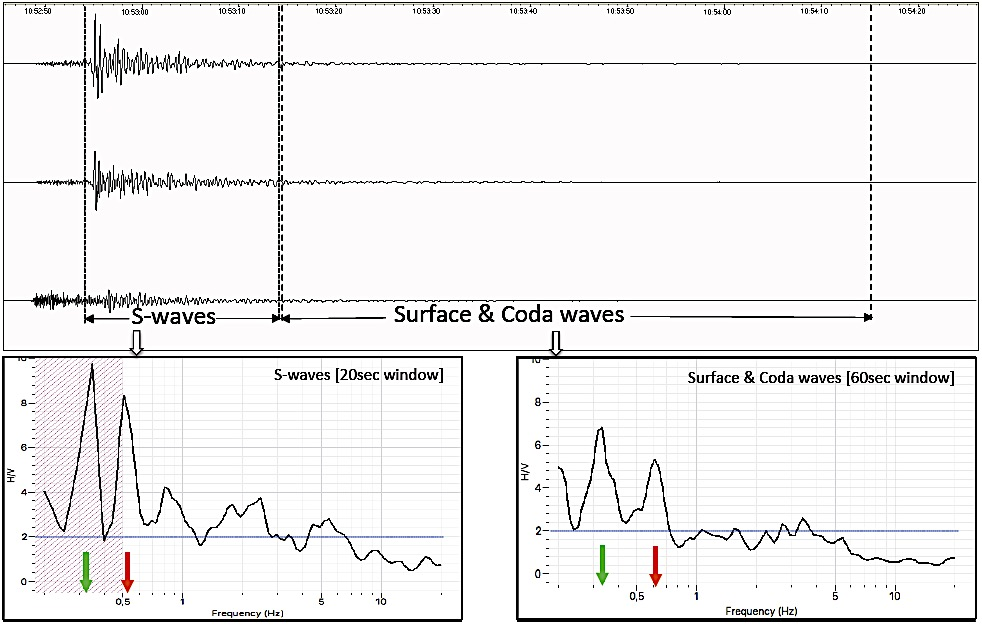 10:52:50 10:53:00 10:53:10 10:53:20 10:53:30 10:53:40 10:53:50 10:54:00 10:54:10 10:54:20
S-waves
Surface & Coda waves
S-waves [20sec window]
10
8
6
4
2
0
H/V
0,5 1 5 10
Frequency (Hz)
Surface & Coda waves [60sec window]
10
8
6
4
2
0
H/V
0,5 1 5 10
Frequency (Hz)